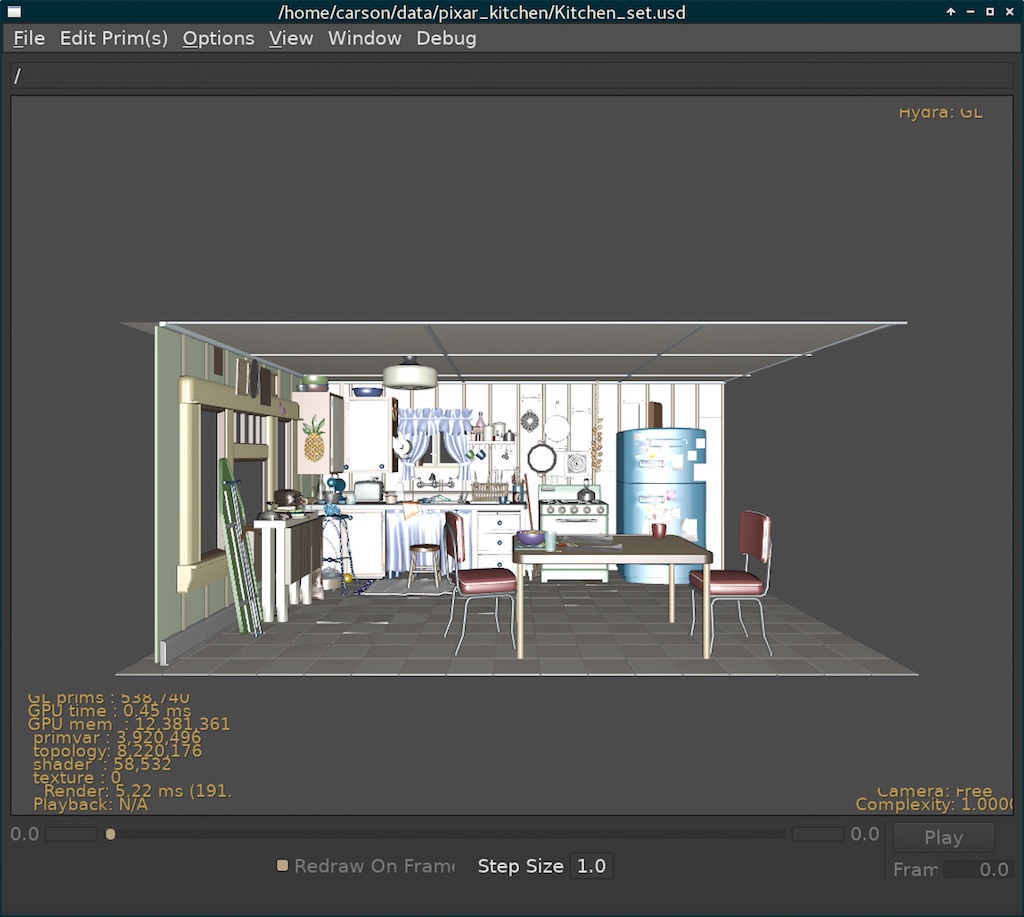 /home/carson/data/pixar_kitchen/Kitchen_set.usd
File Edit Prim(s) Options View Window Debug
/
Hydra: GL
GL prims : 538,740
GPU time : 0.45 ms
GPU mem : 12,381,361
primvar : 3,920,496
topology: 8,220,176
shader : 58,532
texture : 0
Render: 5.22 ms (191.
Playback: N/A
Camera: Free
Complexity: 1.0000
0.0 0.0 Play
Redraw On Frame Step Size 1.0
Fram 0.0